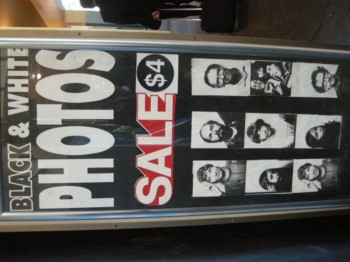 BLACK & WHITE
PHOTOS
SALE $4